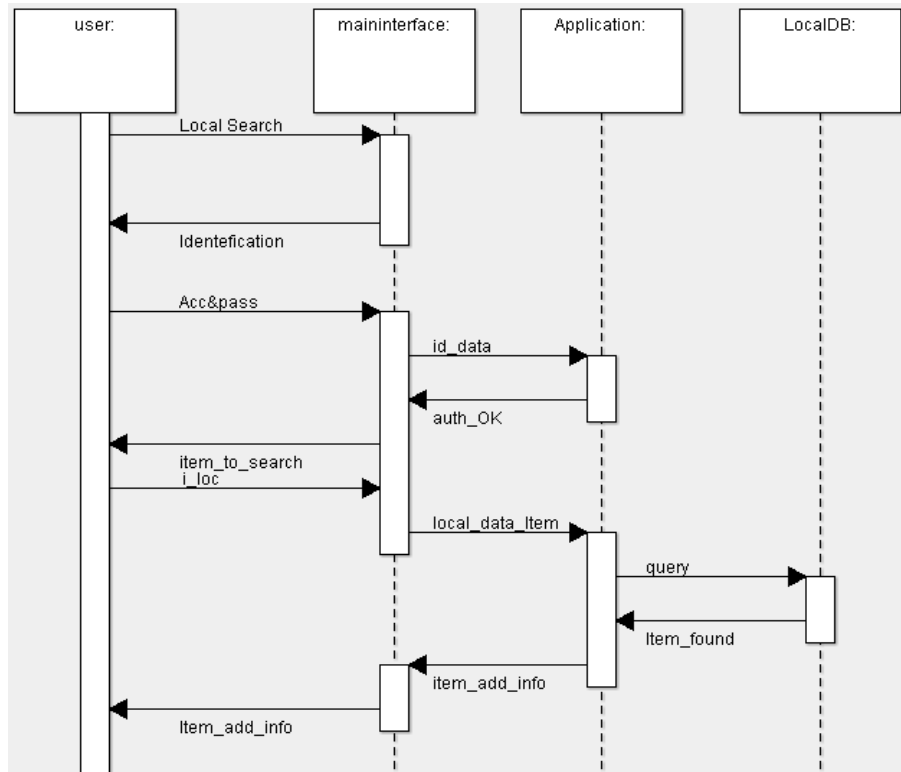 user:
maininterface:
Application:
LocalDB:
Local Search
Identefication
Acc&pass
id_data
auth_OK
item_to_search
i_loc
local_data_Item
query
Item_found
item_add_info
Item_add_info